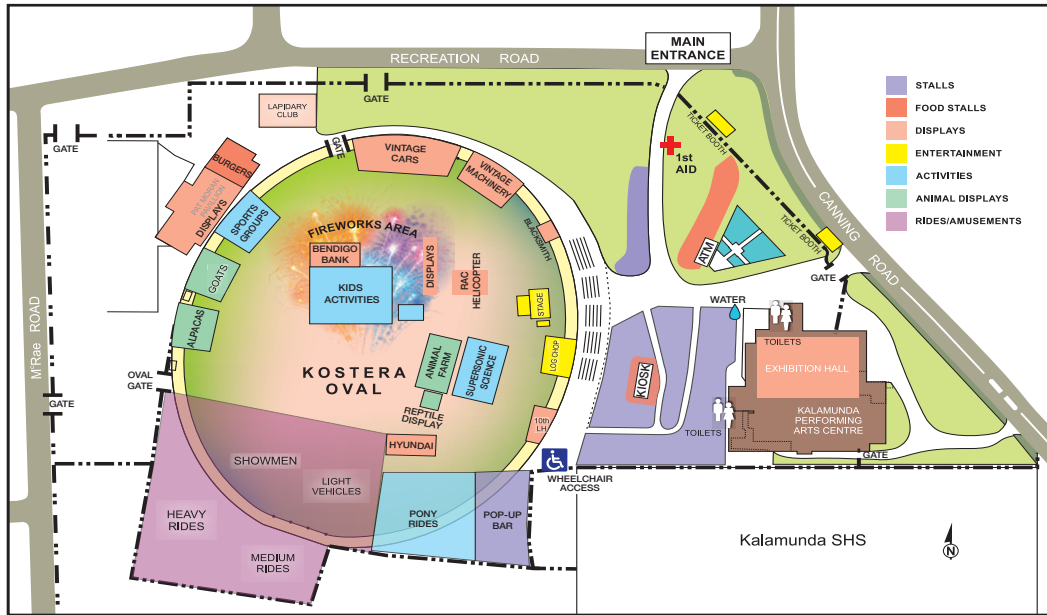 MAIN
ENTRANCE
RECREATION ROAD
GATE
LAPIDARY
CLUB
GATE
GATE
BURGERS
PAT MORAN
PAVILION
DISPLAYS
SPORTS
GROUPS
VINTAGE
CARS
VINTAGE
MACHINERY
BLACKSMITH
1st
AID
TICKET BOOTH
TICKET BOOTH
ATM
GATE
CANNING
ROAD
STALLS
FOOD STALLS
DISPLAYS
ENTERTAINMENT
ACTIVITIES
ANIMAL DISPLAYS
RIDES/AMUSEMENTS
FIREWORKS AREA
BENDIGO
BANK
KIDS
ACTIVITIES
DISPLAYS
RAC
HELICOPTER
STAGE
LOG CHOP
GOATS
ALPACAS
McRae ROAD
OVAL
GATE
GATE
KOSTERA
OVAL
ANIMAL
FARM
SUPERSONIC
SCIENCE
REPTILE
DISPLAY
HYUNDAI
10th
LH
WATER
TOILETS
EXHIBITION HALL
KIOSK
TOILETS
KALAMUNDA
PERFORMING
ARTS CENTRE
GATE
WHEELCHAIR
ACCESS
SHOWMEN
LIGHT
VEHICLES
HEAVY
RIDES
MEDIUM
RIDES
PONY
RIDES
POP-UP
BAR
Kalamunda SHS
N